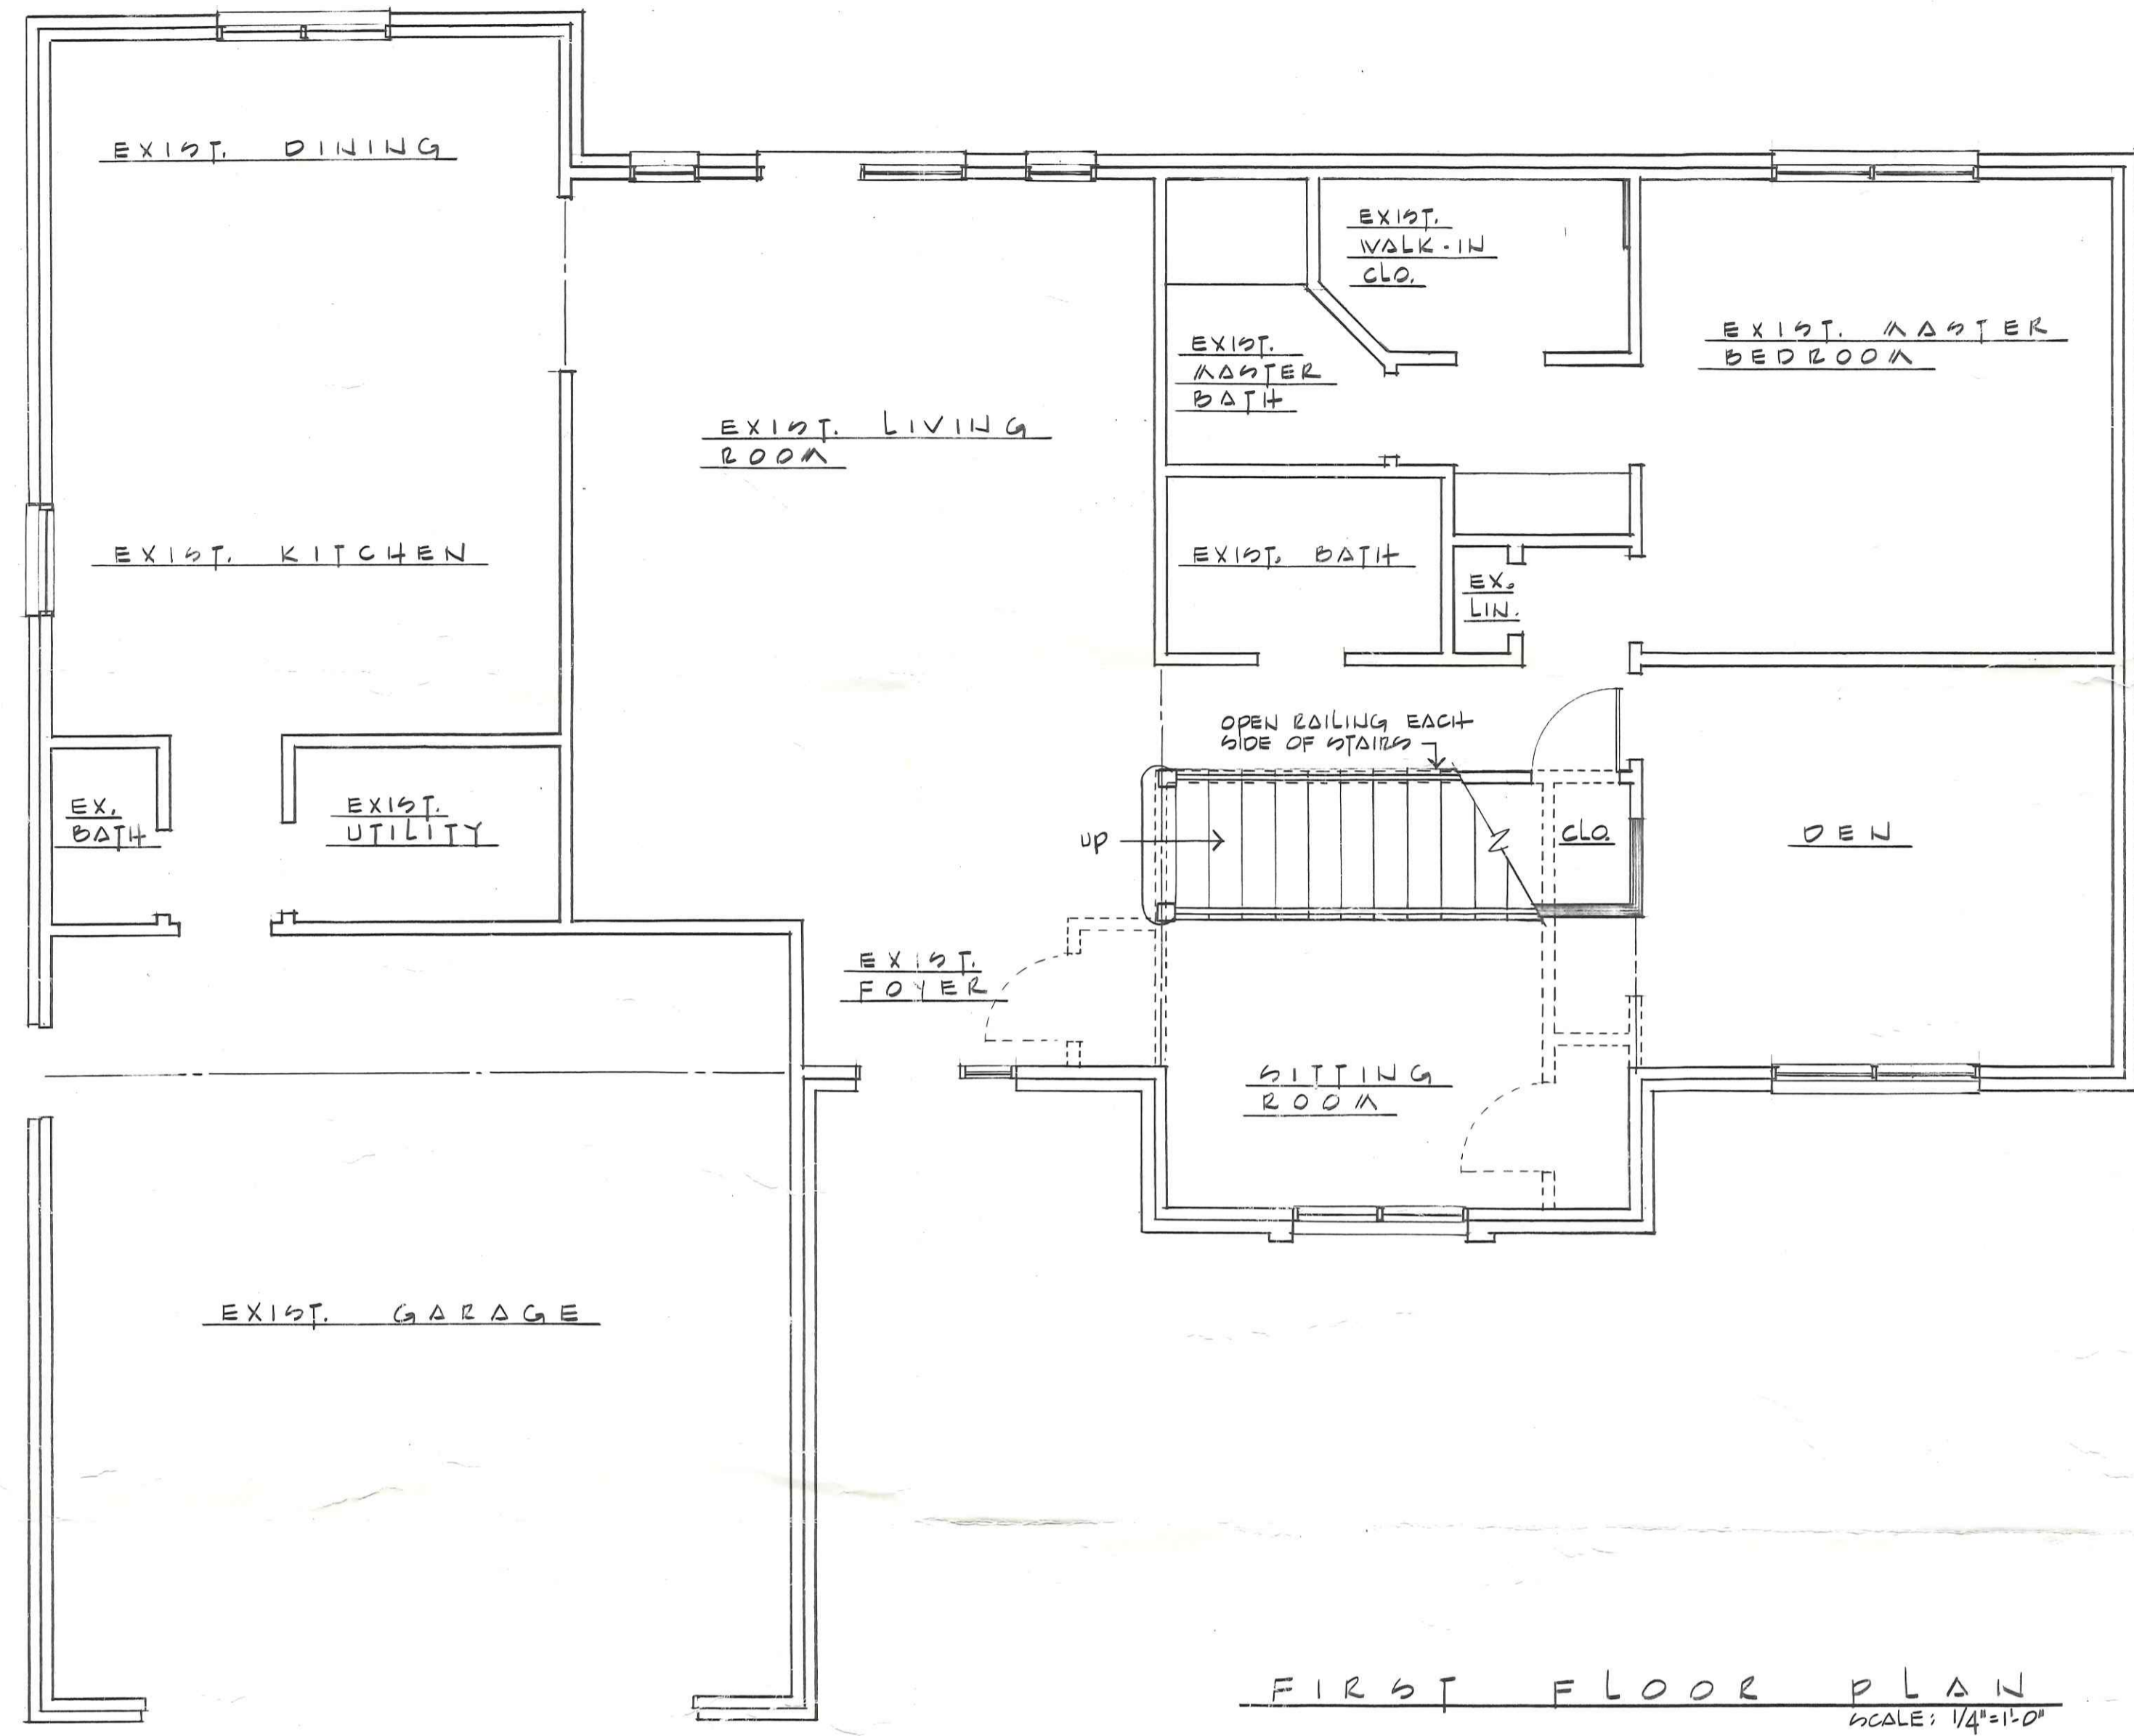 EXIST. DINING
EXIST.
WALK-IN
CLO.
EXIST. MASTER
BEDROOM
EXIST.
MASTER
BATH
EXIST. LIVING
ROOM
EXIST. KITCHEN
EXIST. BATH
EX.
LIN.
OPEN RAILING EACH
SIDE OF STAIRS
EX.
BATH
EXIST.
UTILITY
UP
CLO.
DEN
EXIST.
FOYER
SITTING
ROOM
EXIST. GARAGE
FIRST FLOOR PLAN
SCALE: 1/4"=1'-0"